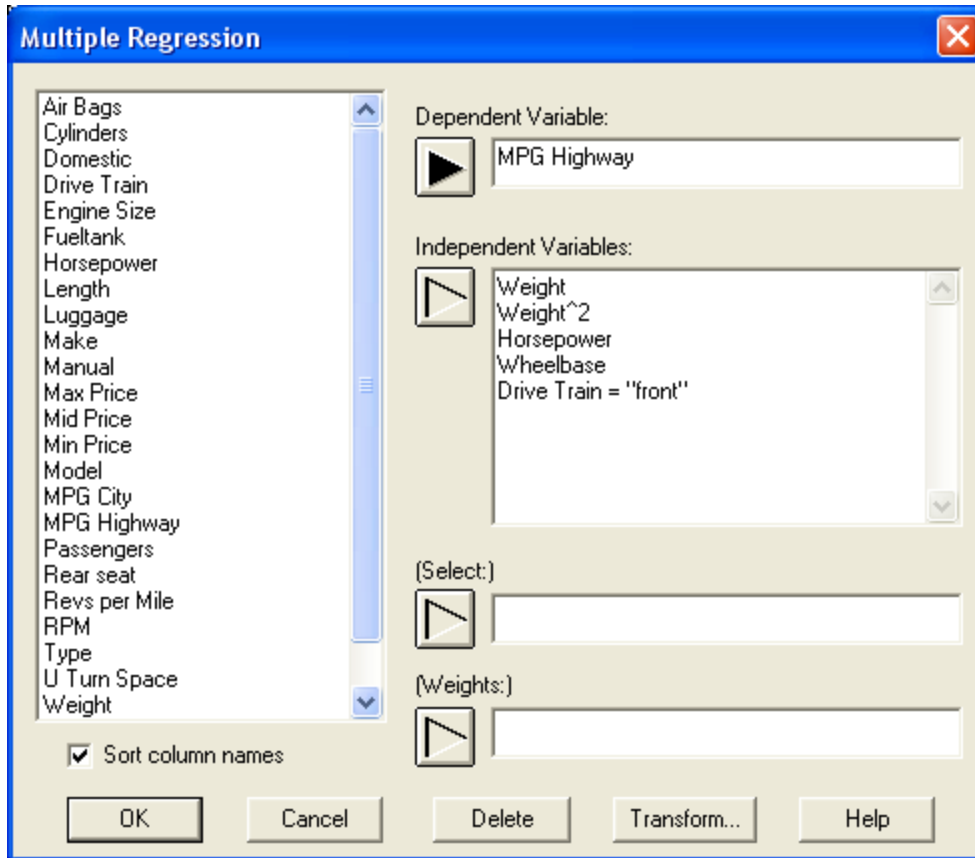 Multiple Regression
Air Bags
Cylinders
Domestic
Drive Train
Engine Size
Fueltank
Horsepower
Length
Luggage
Make
Manual
Max Price
Mid Price
Min Price
Model
MPG City
MPG Highway
Passengers
Rear seat
Revs per Mile
RPM
Type
U Turn Space
Weight
Sort column names
Dependent Variable:
MPG Highway
Independent Variables:
Weight
Weight^2
Horsepower
Wheelbase
Drive Train = "front"
(Select:)
(Weights:)
OK
Cancel
Delete
Transform...
Help